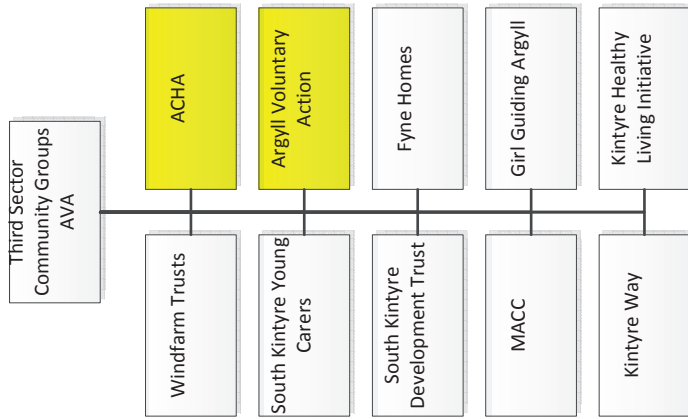 Third Sector
Community Groups
AVA
Windfarm Trusts
ACHA
South Kintyre Young
Carers
Argyll Voluntary
Action
South Kintyre
Development Trust
Fyne Homes
MACC
Girl Guiding Argyll
Kintyre Way
Kintyre Healthy
Living Initiative